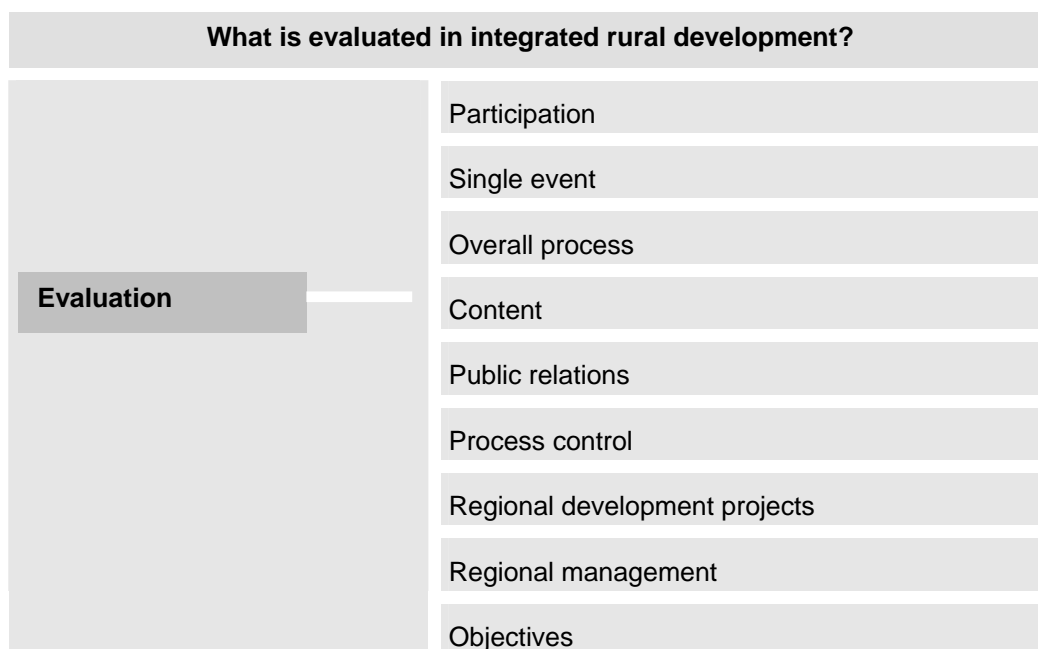 What is evaluated in integrated rural development?
Evaluation
Participation
Single event
Overall process
Content
Public relations
Process control
Regional development projects
Regional management
Objectives